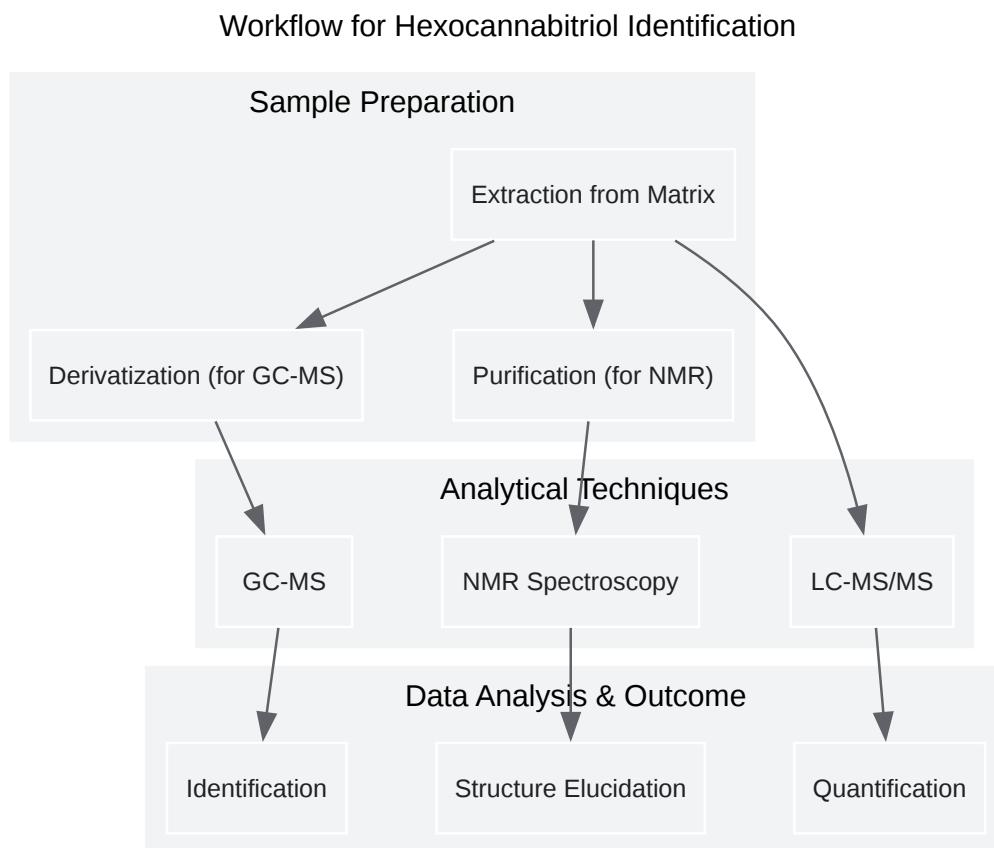 Workflow for Hexocannabitriol Identification
Sample Preparation
Extraction from Matrix
Derivatization (for GC-MS)
Purification (for NMR)
Analytical Techniques
GC-MS
NMR Spectroscopy
LC-MS/MS
Data Analysis & Outcome
Identification
Structure Elucidation
Quantification